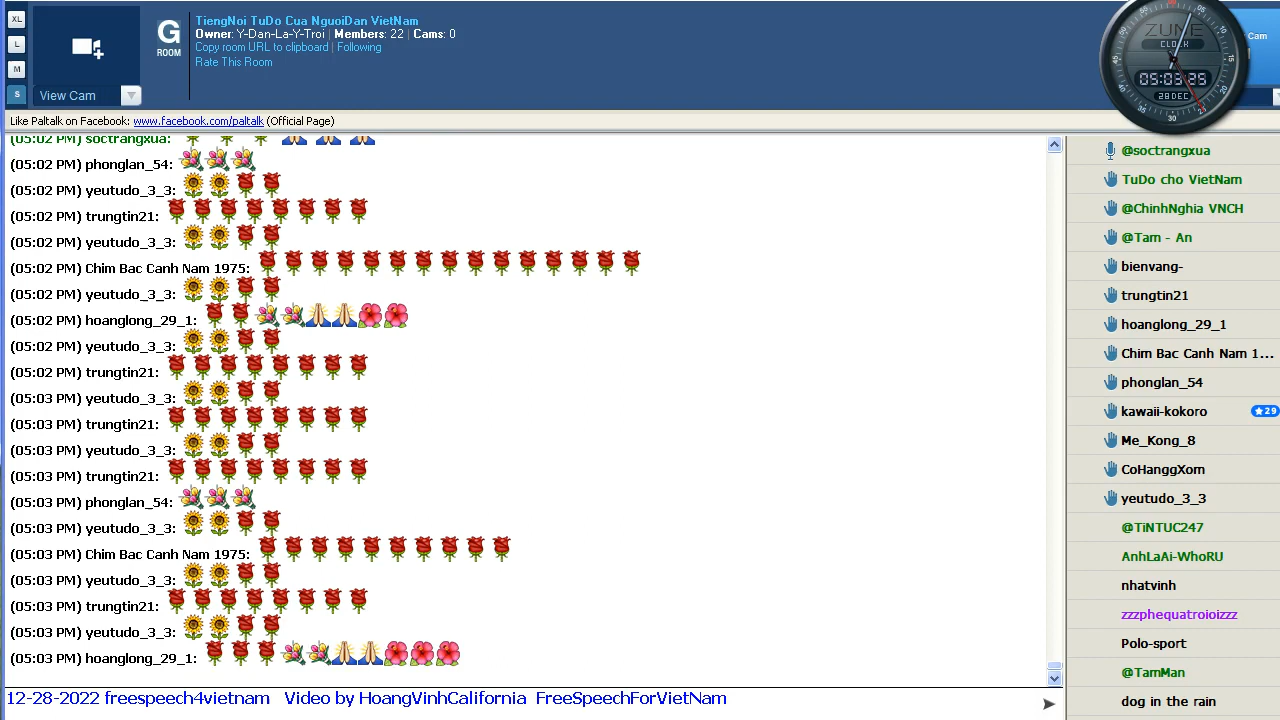 XL
L
M
S
View Cam
G
ROOM
TiengNoi TuDo Cua NguoiDan VietNam
Owner: Y-Dan-La-Y-Troi | Members: 22 | Cams: 0
Copy room URL to clipboard | Following
Rate This Room
ZUNE
CLOCK
05:03:25
28DEC
Cam
Like Paltalk on Facebook: www.facebook.com/paltalk (Official Page)
(05:02 PM) soctrangxua:
(05:02 PM) phonglan_54:
(05:02 PM) yeutudo_3_3:
(05:02 PM) trungtin21:
(05:02 PM) yeutudo_3_3:
(05:02 PM) Chim Bac Canh Nam 1975:
(05:02 PM) yeutudo_3_3:
(05:02 PM) hoanglong_29_1:
(05:02 PM) yeutudo_3_3:
(05:02 PM) trungtin21:
(05:03 PM) yeutudo_3_3:
(05:03 PM) trungtin21:
(05:03 PM) yeutudo_3_3:
(05:03 PM) trungtin21:
(05:03 PM) phonglan_54:
(05:03 PM) yeutudo_3_3:
(05:03 PM) Chim Bac Canh Nam 1975:
(05:03 PM) yeutudo_3_3:
(05:03 PM) trungtin21:
(05:03 PM) yeutudo_3_3:
(05:03 PM) hoanglong_29_1:
12-28-2022 freespeech4vietnam Video by HoangVinhCalifornia FreeSpeechForVietNam
@soctrangxua
TuDo cho VietNam
@ChinhNghia VNCH
@Tam - An
bienvang-
trungtin21
hoanglong_29_1
Chim Bac Canh Nam 1...
phonglan_54
kawaii-kokoro 29
Me_Kong_8
CoHanggXom
yeutudo_3_3
@TiNTUC247
AnhLaAi-WhoRU
nhatvinh
zzzphequatroioizzz
Polo-sport
@TamMan
dog in the rain